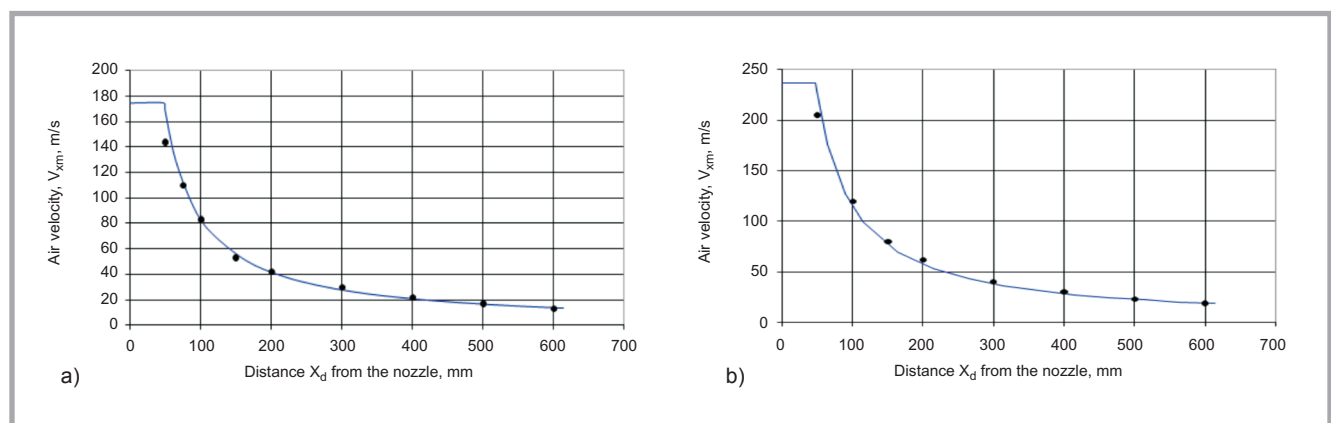 Air velocity, Vxm, m/s
200
180
160
140
120
100
80
60
40
20
0
0 100 200 300 400 500 600 700
Distance Xd from the nozzle, mm
a)
Air velocity, Vxm, m/s
250
200
150
100
50
0
0 100 200 300 400 500 600 700
Distance Xd from the nozzle, mm
b)